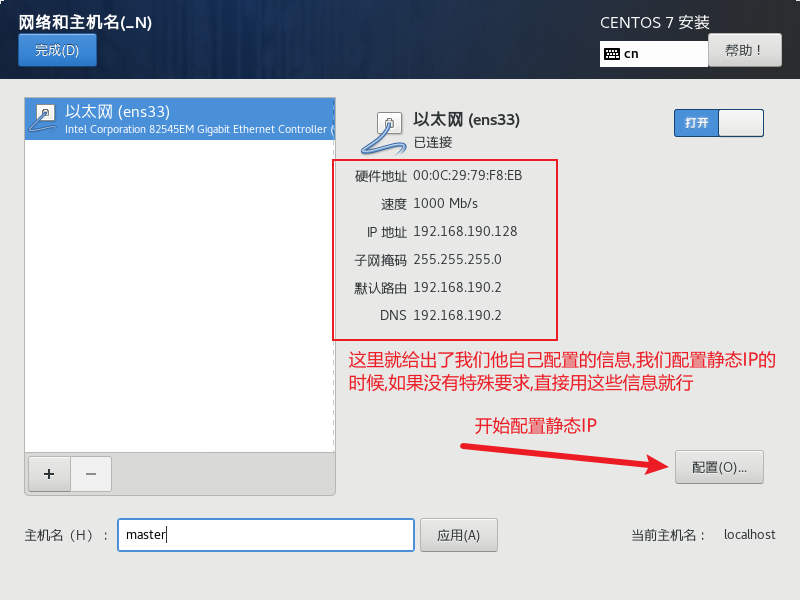 网络和主机名(_N)
CENTOS 7 安装
完成(D)
cn
帮助！
以太网 (ens33)
Intel Corporation 82545EM Gigabit Ethernet Controller (
以太网 (ens33)
已连接
打开
硬件地址 00:0C:29:79:F8:EB
速度 1000 Mb/s
IP 地址 192.168.190.128
子网掩码 255.255.255.0
默认路由 192.168.190.2
DNS 192.168.190.2
这里就给出了我们他自己配置的信息,我们配置静态IP的
时候,如果没有特殊要求,直接用这些信息就行
开始配置静态IP
+
−
配置(O)...
主机名（H）：
master
应用(A)
当前主机名：
localhost